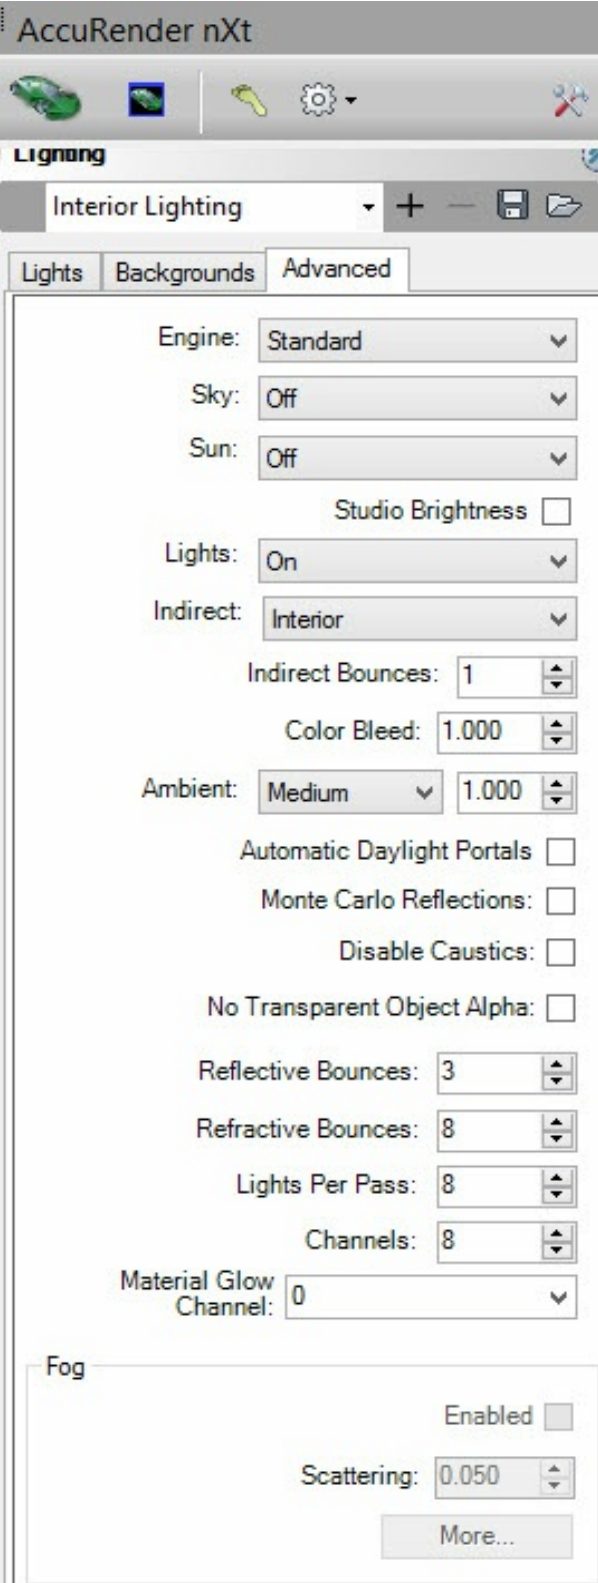 AccuRender nXt
Lighting
Interior Lighting
Lights Backgrounds Advanced
Engine: Standard
Sky: Off
Sun: Off
Studio Brightness
Lights: On
Indirect: Interior
Indirect Bounces: 1
Color Bleed: 1.000
Ambient: Medium 1.000
Automatic Daylight Portals
Monte Carlo Reflections:
Disable Caustics:
No Transparent Object Alpha:
Reflective Bounces: 3
Refractive Bounces: 8
Lights Per Pass: 8
Channels: 8
Material Glow
Channel: 0
Fog
Enabled
Scattering: 0.050
More...